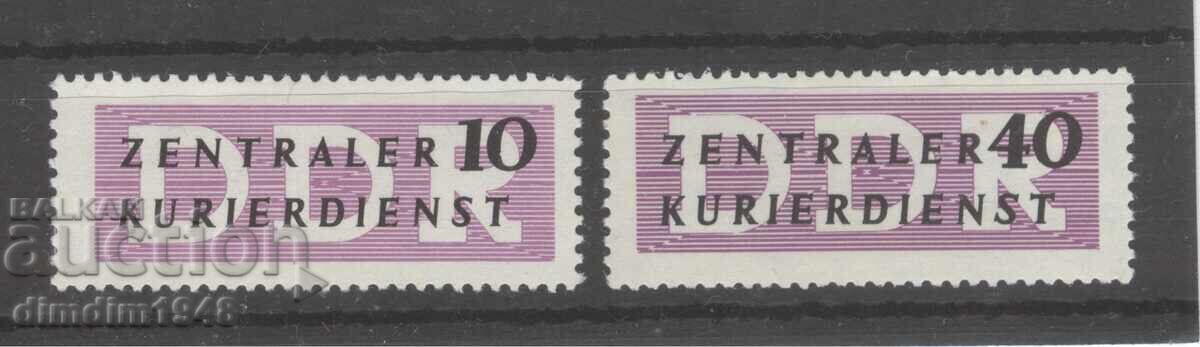 DDR
ZENTRALER 10
KURIERDIENST
DDR
ZENTRALER 40
KURIERDIENST
BALKAN
auction
dimdim1948